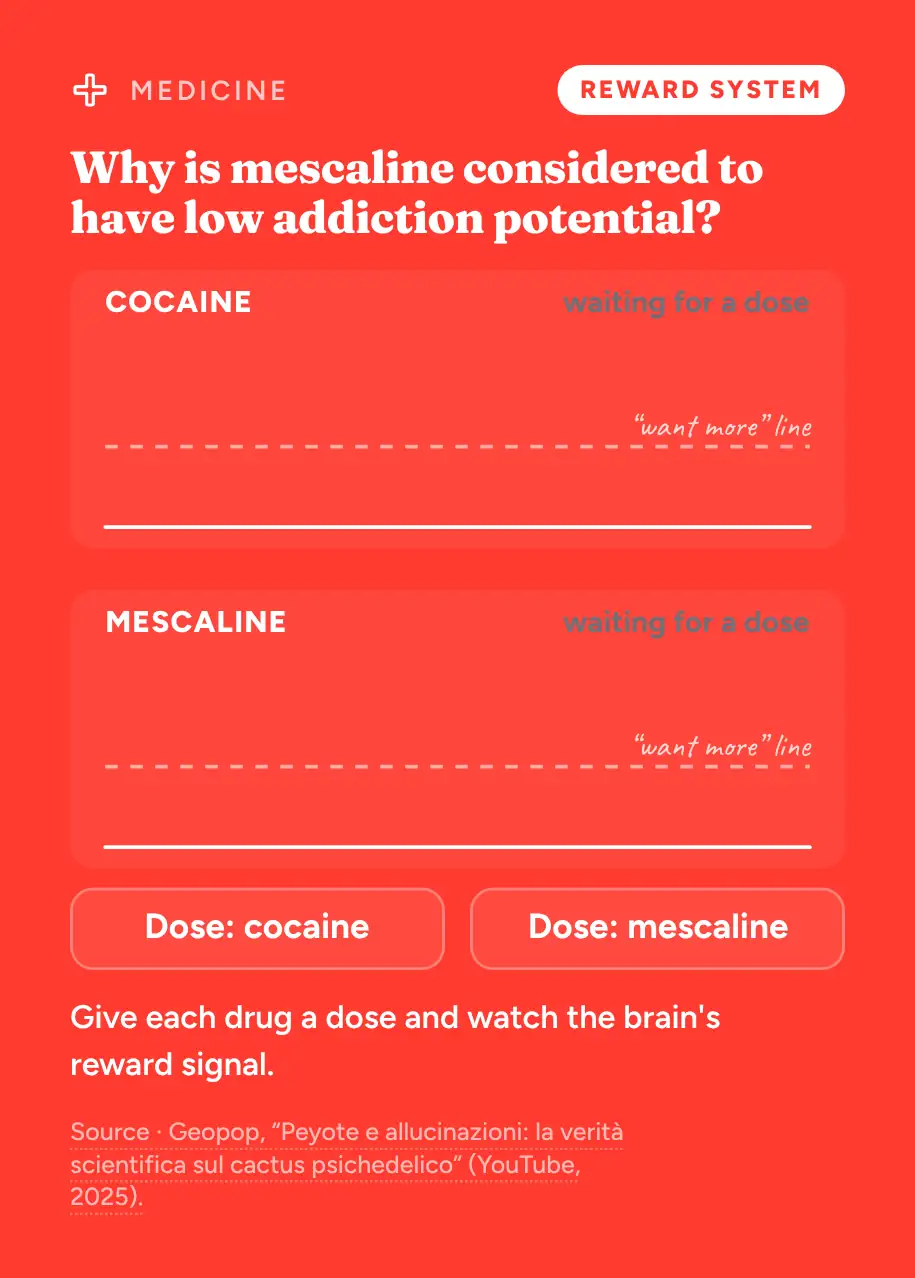 MEDICINE
REWARD SYSTEM
Why is mescaline considered to
have low addiction potential?
COCAINE
waiting for a dose
“want more” line
MESCALINE
waiting for a dose
“want more” line
Dose: cocaine
Dose: mescaline
Give each drug a dose and watch the brain's
reward signal.
Source · Geopop, “Peyote e allucinazioni: la verità
scientifica sul cactus psichedelico” (YouTube,
2025).